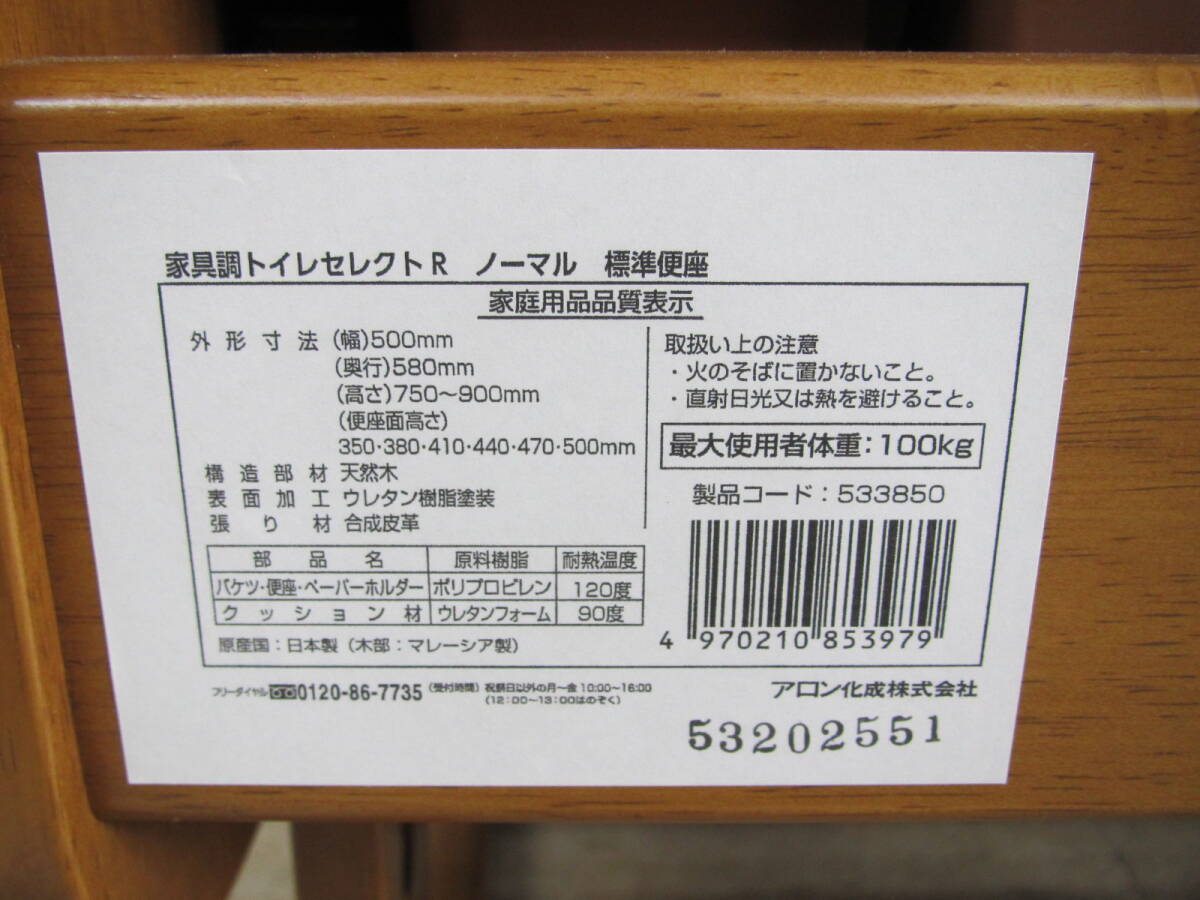 家具調トイレセレクトR ノーマル 標準便座
家庭用品品質表示
外形寸法 (幅)500mm
(奥行)580mm
(高さ)750~900mm
(便座面高さ)
350・380・410・440・470・500mm
構造部材 天然木
表面加工 ウレタン樹脂塗装
張り材 合成皮革
部品名 原料樹脂 耐熱温度
バケツ・便座・ペーパーホルダー ポリプロピレン 120度
クッション材 ウレタンフォーム 90度
原産国:日本製(木部:マレーシア製)
取扱い上の注意
・火のそばに置かないこと。
・直射日光又は熱を避けること。
最大使用者体重:100kg
製品コード:533850
4 970210 853979
フリーダイヤル 0120-86-7735 (受付時間) 祝祭日以外の月~金 10:00~16:00
(12:00~13:00はのぞく)
アロン化成株式会社
53202551